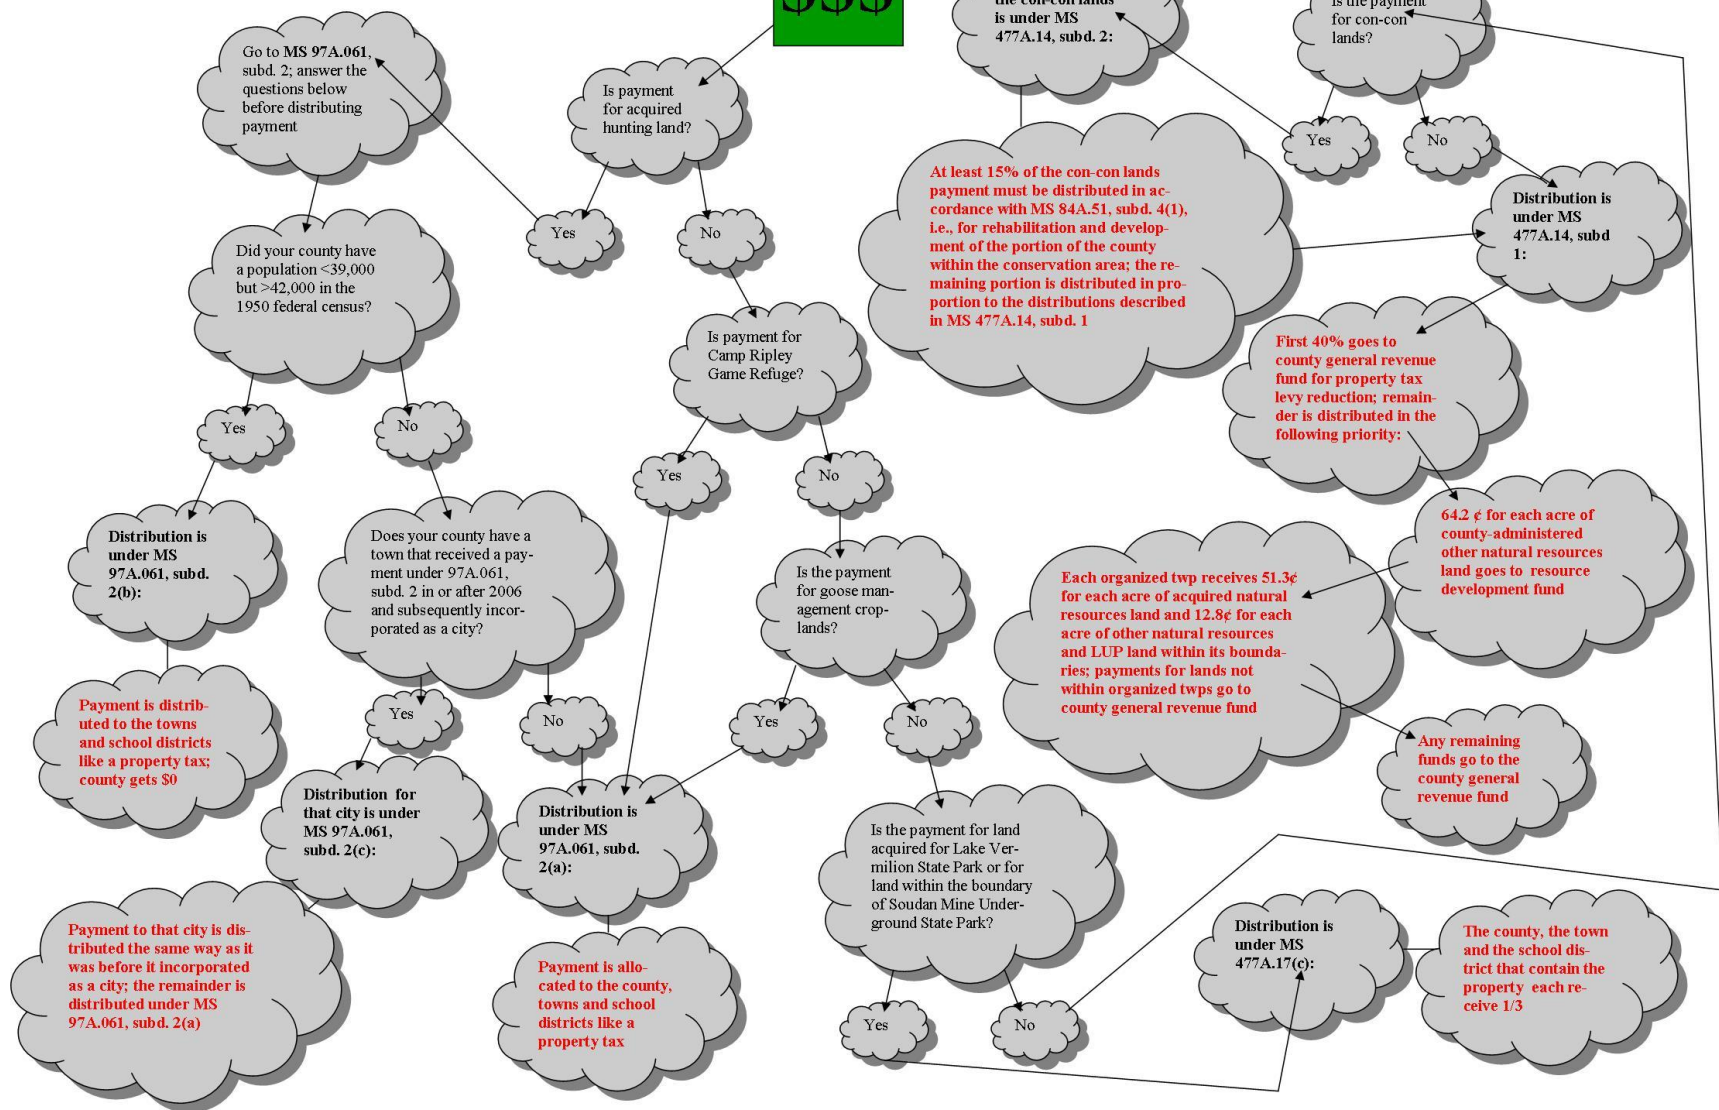 $$$
Go to MS 97A.061,
subd. 2; answer the
questions below
before distributing
payment
Is payment
for acquired
hunting land?
Yes
No
Did your county have
a population <39,000
but >42,000 in the
1950 federal census?
Yes
No
Distribution is
under MS
97A.061, subd.
2(b):
Payment is distrib-
uted to the towns
and school districts
like a property tax;
county gets $0
Does your county have a
town that received a pay-
ment under 97A.061,
subd. 2 in or after 2006
and subsequently incor-
porated as a city?
Yes
No
Distribution for
that city is under
MS 97A.061,
subd. 2(c):
Payment to that city is dis-
tributed the same way as it
was before it incorporated
as a city; the remainder is
distributed under MS
97A.061, subd. 2(a)
Is payment for
Camp Ripley
Game Refuge?
Yes
No
Is the payment
for goose man-
agement crop-
lands?
Yes
No
Distribution is
under MS
97A.061, subd.
2(a):
Payment is allo-
cated to the county,
towns and school
districts like a
property tax
Is the payment for land
acquired for Lake Ver-
milion State Park or for
land within the boundary
of Soudan Mine Under-
ground State Park?
Yes
No
Distribution is
under MS
477A.17(c):
The county, the town
and the school dis-
trict that contain the
property each re-
ceive 1/3
Is the payment
for con-con
lands?
Yes
No
the con-con lands
is under MS
477A.14, subd. 2:
At least 15% of the con-con lands
payment must be distributed in ac-
cordance with MS 84A.51, subd. 4(1),
i.e., for rehabilitation and develop-
ment of the portion of the county
within the conservation area; the re-
maining portion is distributed in pro-
portion to the distributions described
in MS 477A.14, subd. 1
Distribution is
under MS
477A.14, subd
1:
First 40% goes to
county general revenue
fund for property tax
levy reduction; remain-
der is distributed in the
following priority:
64.2 ¢ for each acre of
county-administered
other natural resources
land goes to resource
development fund
Each organized twp receives 51.3¢
for each acre of acquired natural
resources land and 12.8¢ for each
acre of other natural resources
and LUP land within its bounda-
ries; payments for lands not
within organized twps go to
county general revenue fund
Any remaining
funds go to the
county general
revenue fund